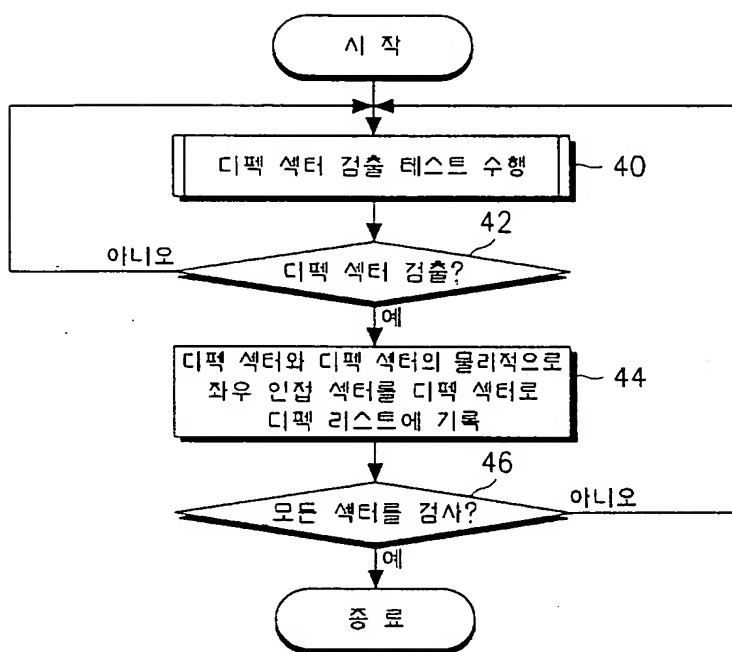 시 작
디펙 섹터 검출 테스트 수행
40
42
아니오
디펙 섹터 검출?
예
디펙 섹터와 디펙 섹터의 물리적으로
좌우 인접 섹터를 디펙 섹터로
디펙 리스트에 기록
44
46
아니오
모든 섹터를 검사?
예
종 료